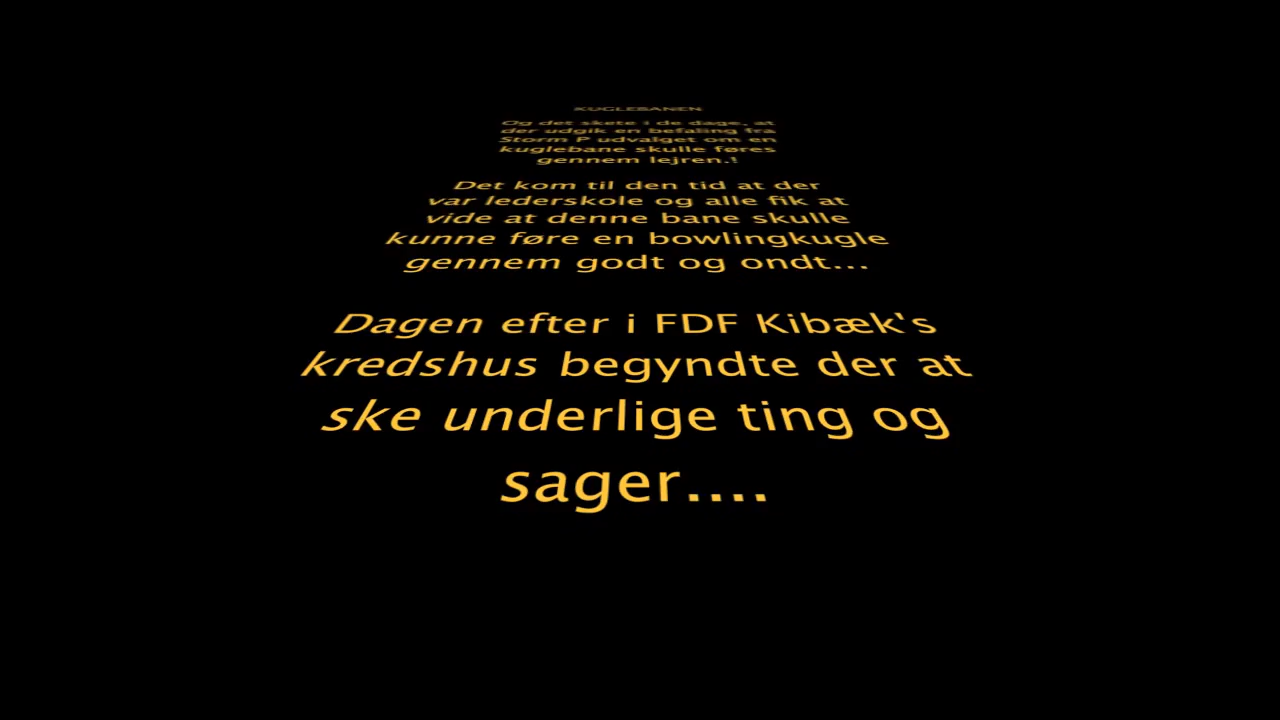 KUGLEBANEN
Og det skete i de dage, at
der udgik en befaling fra
Storm P udvalget om en
kuglebane skulle føres
gennem lejren.!
Det kom til den tid at der
var lederskole og alle fik at
vide at denne bane skulle
kunne føre en bowlingkugle
gennem godt og ondt...
Dagen efter i FDF Kibæk's
kredshus begyndte der at
ske underlige ting og
sager....